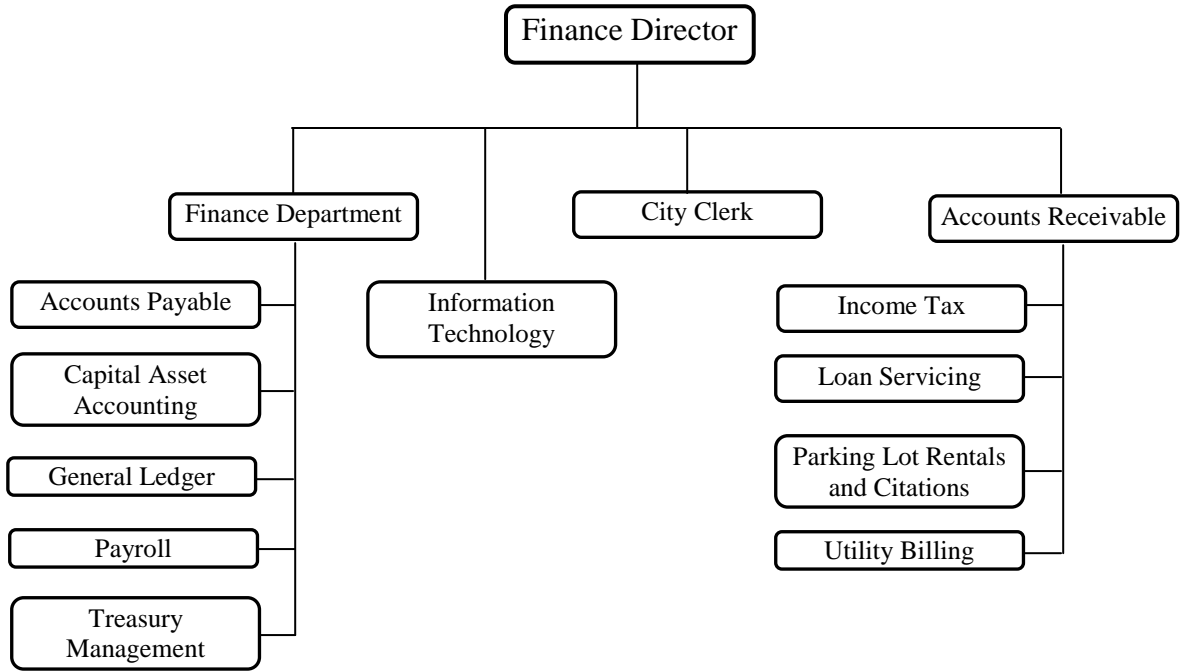 Finance Director
Finance Department
City Clerk
Accounts Receivable
Information
Technology
Accounts Payable
Capital Asset
Accounting
General Ledger
Payroll
Treasury
Management
Income Tax
Loan Servicing
Parking Lot Rentals
and Citations
Utility Billing